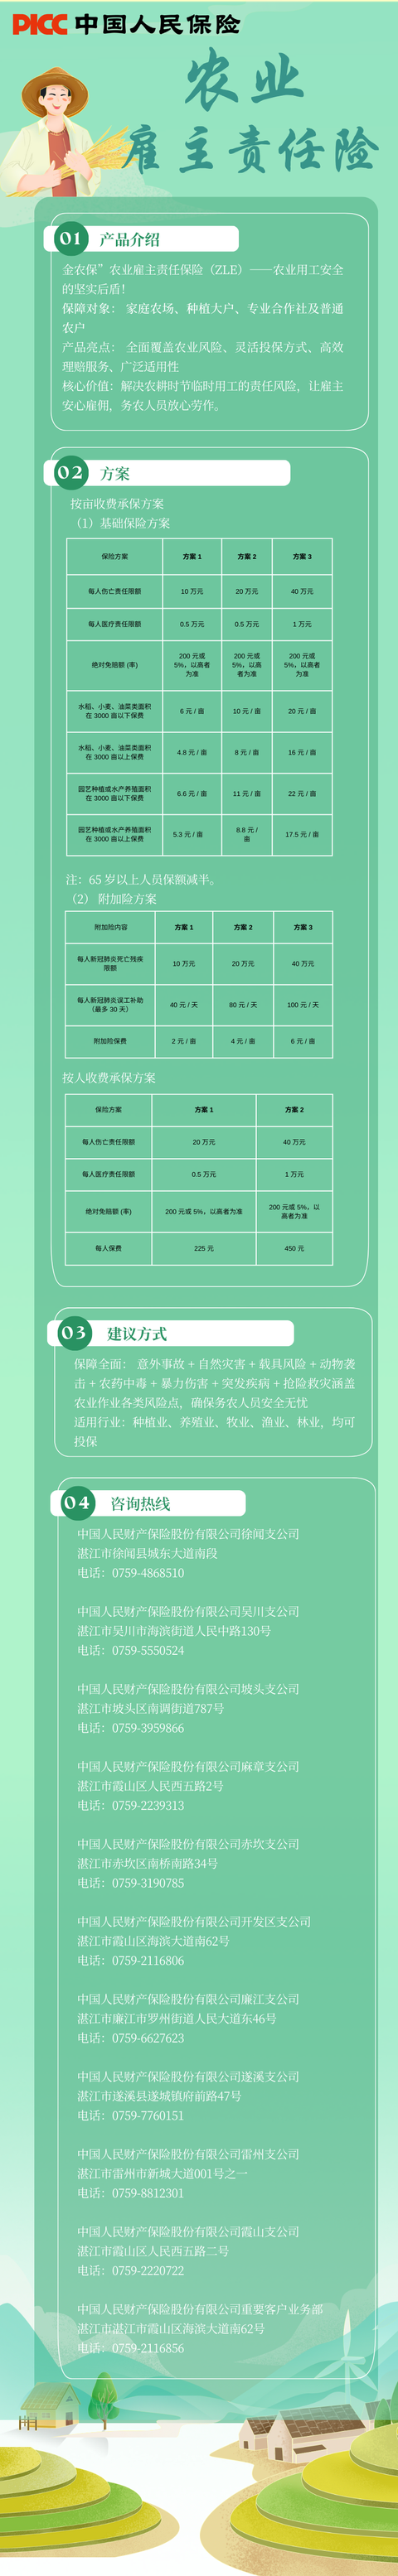 PICC 中国人民保险
农业
雇主责任险
01 产品介绍
金农保”农业雇主责任保险（ZLE）——农业用工安全
的坚实后盾！
保障对象： 家庭农场、种植大户、专业合作社及普通
农户
产品亮点： 全面覆盖农业风险、灵活投保方式、高效
理赔服务、广泛适用性
核心价值：解决农耕时节临时用工的责任风险，让雇主
安心雇佣，务农人员放心劳作。
02 方案
按亩收费承保方案
（1）基础保险方案
保险方案 方案 1 方案 2 方案 3
每人伤亡责任限额 10 万元 20 万元 40 万元
每人医疗责任限额 0.5 万元 0.5 万元 1 万元
绝对免赔额 (率) 200 元或 5%，以高者为准 200 元或 5%，以高者为准 200 元或 5%，以高者为准
水稻、小麦、油菜类面积在 3000 亩以下保费 6 元 / 亩 10 元 / 亩 20 元 / 亩
水稻、小麦、油菜类面积在 3000 亩以上保费 4.8 元 / 亩 8 元 / 亩 16 元 / 亩
园艺种植或水产养殖面积在 3000 亩以下保费 6.6 元 / 亩 11 元 / 亩 22 元 / 亩
园艺种植或水产养殖面积在 3000 亩以上保费 5.3 元 / 亩 8.8 元 / 亩 17.5 元 / 亩
注：65 岁以上人员保额减半。
（2） 附加险方案
附加险内容 方案 1 方案 2 方案 3
每人新冠肺炎死亡残疾限额 10 万元 20 万元 40 万元
每人新冠肺炎误工补助（最多 30 天） 40 元 / 天 80 元 / 天 100 元 / 天
附加险保费 2 元 / 亩 4 元 / 亩 6 元 / 亩
按人收费承保方案
保险方案 方案 1 方案 2
每人伤亡责任限额 20 万元 40 万元
每人医疗责任限额 0.5 万元 1 万元
绝对免赔额 (率) 200 元或 5%，以高者为准 200 元或 5%，以高者为准
每人保费 225 元 450 元
03 建议方式
保障全面： 意外事故 + 自然灾害 + 载具风险 + 动物袭
击 + 农药中毒 + 暴力伤害 + 突发疾病 + 抢险救灾涵盖
农业作业各类风险点，确保务农人员安全无忧
适用行业：种植业、养殖业、牧业、渔业、林业，均可
投保
04 咨询热线
中国人民财产保险股份有限公司徐闻支公司
湛江市徐闻县城东大道南段
电话：0759-4868510
中国人民财产保险股份有限公司吴川支公司
湛江市吴川市海滨街道人民中路130号
电话：0759-5550524
中国人民财产保险股份有限公司坡头支公司
湛江市坡头区南调街道787号
电话：0759-3959866
中国人民财产保险股份有限公司麻章支公司
湛江市霞山区人民西五路2号
电话：0759-2239313
中国人民财产保险股份有限公司赤坎支公司
湛江市赤坎区南桥南路34号
电话：0759-3190785
中国人民财产保险股份有限公司开发区支公司
湛江市霞山区海滨大道南62号
电话：0759-2116806
中国人民财产保险股份有限公司廉江支公司
湛江市廉江市罗州街道人民大道东46号
电话：0759-6627623
中国人民财产保险股份有限公司遂溪支公司
湛江市遂溪县遂城镇府前路47号
电话：0759-7760151
中国人民财产保险股份有限公司雷州支公司
湛江市雷州市新城大道001号之一
电话：0759-8812301
中国人民财产保险股份有限公司霞山支公司
湛江市霞山区人民西五路二号
电话：0759-2220722
中国人民财产保险股份有限公司重要客户业务部
湛江市湛江市霞山区海滨大道南62号
电话：0759-2116856